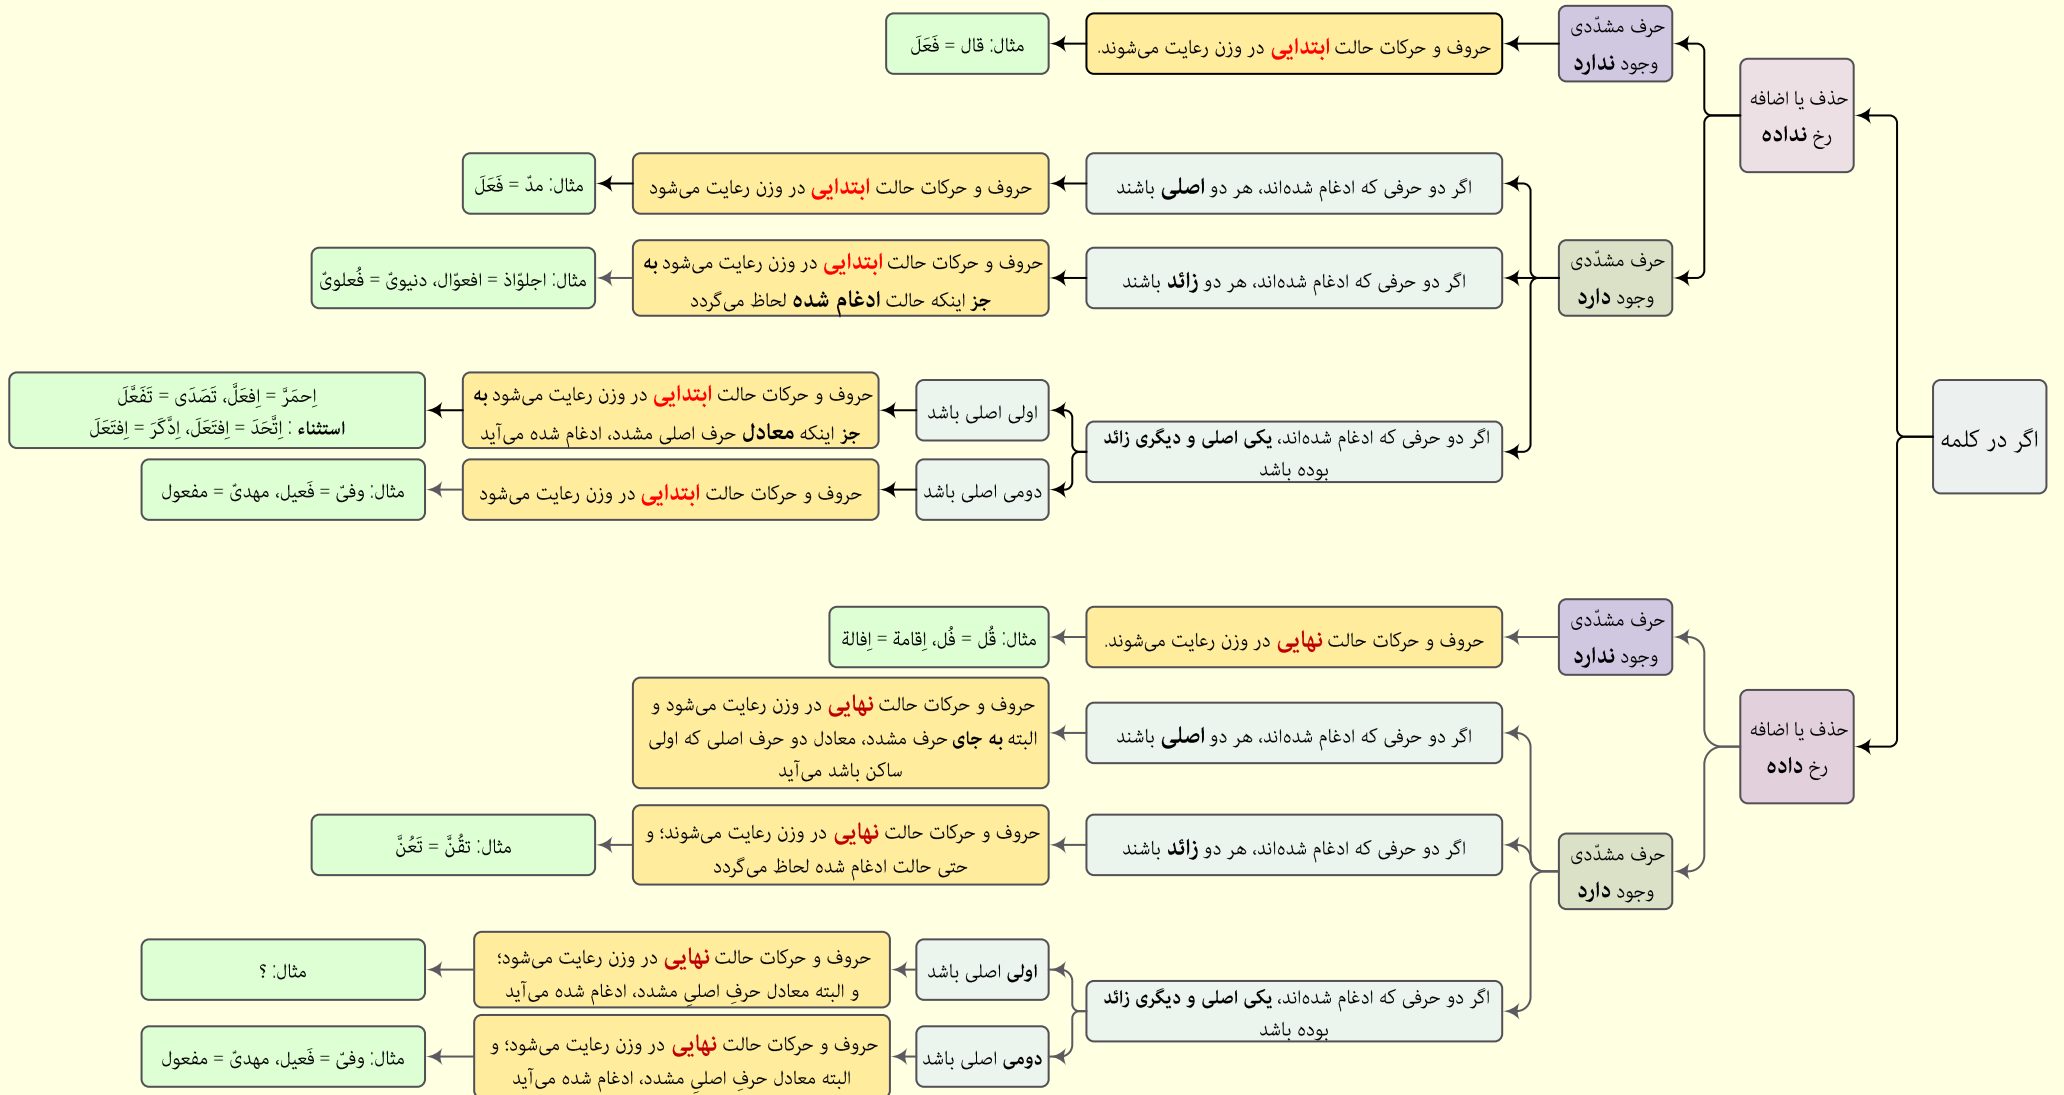 اگر در کلمه
حذف یا اضافه
رخ نداده
حرف مشدّدی
وجود ندارد
حروف و حرکات حالت ابتدایی در وزن رعایت می‌شوند.
مثال: قال = فَعَلَ
حرف مشدّدی
وجود دارد
اگر دو حرفی که ادغام شده‌اند، هر دو اصلی باشند
حروف و حرکات حالت ابتدایی در وزن رعایت می‌شود
مثال: مدّ = فَعَلَ
اگر دو حرفی که ادغام شده‌اند، هر دو زائد باشند
حروف و حرکات حالت ابتدایی در وزن رعایت می‌شود به
جز اینکه حالت ادغام شده لحاظ می‌گردد
مثال: اجلوّاذ = افعوّال، دنیویّ = فُعلویّ
اگر دو حرفی که ادغام شده‌اند، یکی اصلی و دیگری زائد
بوده باشد
اولی اصلی باشد
حروف و حرکات حالت ابتدایی در وزن رعایت می‌شود به
جز اینکه معادل حرف اصلی مشدد، ادغام شده می‌آید
اِحمَرَّ = اِفعَلَّ، تَصَدَی = تَفَعَّلَ
استثناء : اِتَّحَدَ = اِفتَعَلَ، اِذَّکَرَ = اِفتَعَلَ
دومی اصلی باشد
حروف و حرکات حالت ابتدایی در وزن رعایت می‌شود
مثال: وفیّ = فَعیل، مهدیّ = مفعول
حذف یا اضافه
رخ داده
حرف مشدّدی
وجود ندارد
حروف و حرکات حالت نهایی در وزن رعایت می‌شوند.
مثال: قُل = فُل، اِقامة = اِفالة
حرف مشدّدی
وجود دارد
اگر دو حرفی که ادغام شده‌اند، هر دو اصلی باشند
حروف و حرکات حالت نهایی در وزن رعایت می‌شود و
البته به جای حرف مشدد، معادل دو حرف اصلی که اولی
ساکن باشد می‌آید
اگر دو حرفی که ادغام شده‌اند، هر دو زائد باشند
حروف و حرکات حالت نهایی در وزن رعایت می‌شوند؛ و
حتی حالت ادغام شده لحاظ می‌گردد
مثال: تقُنَّ = تَعُنَّ
اگر دو حرفی که ادغام شده‌اند، یکی اصلی و دیگری زائد
بوده باشد
اولی اصلی باشد
حروف و حرکات حالت نهایی در وزن رعایت می‌شود؛
و البته معادل حرفِ اصلیِ مشدد، ادغام شده می‌آید
مثال: ؟
دومی اصلی باشد
حروف و حرکات حالت نهایی در وزن رعایت می‌شود؛ و
البته معادل حرفِ اصلیِ مشدد، ادغام شده می‌آید
مثال: وفیّ = فَعیل، مهدیّ = مفعول